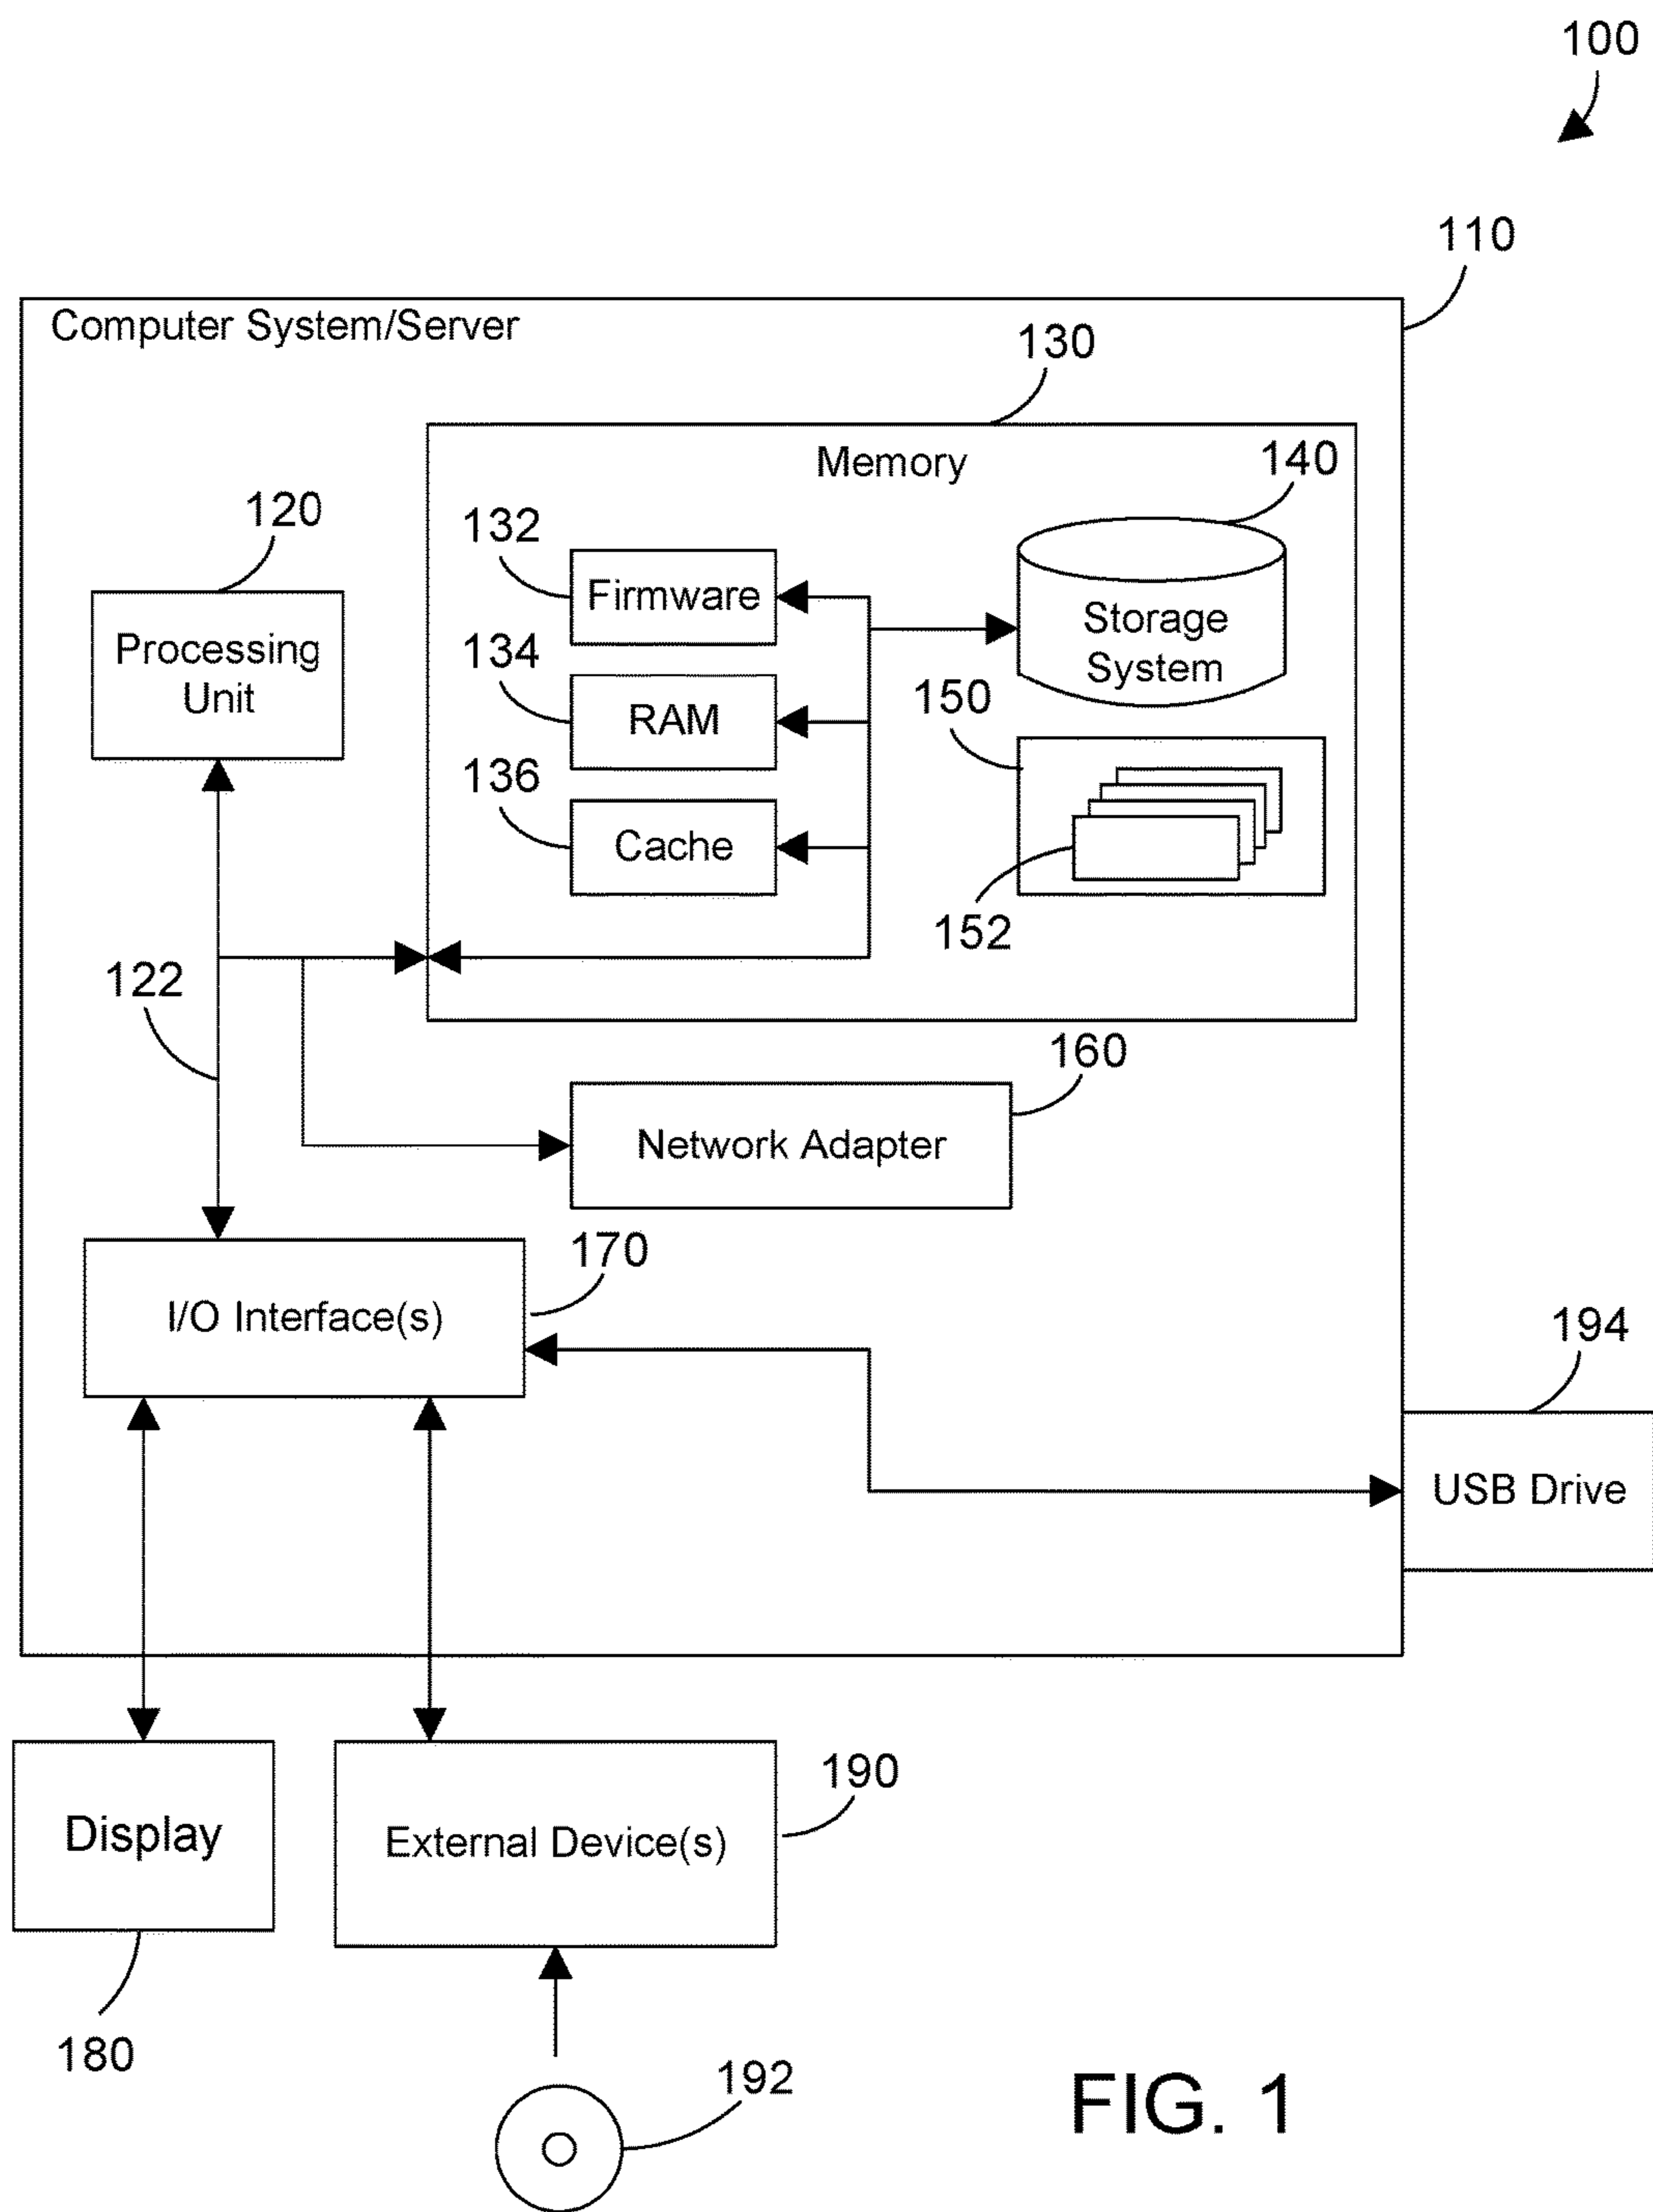 100
110
Computer System/Server
130
Memory
140
120
132
Firmware
Processing
Unit
Storage
System
134
RAM
150
136
Cache
152
122
160
Network Adapter
170
I/O Interface(s)
194
USB Drive
190
Display
External Device(s)
180
192
FIG. 1